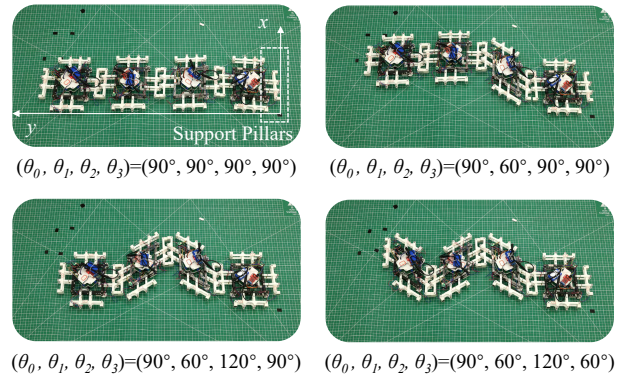 x
y
Support Pillars
(θ₀, θ₁, θ₂, θ₃)=(90°, 90°, 90°, 90°)
(θ₀, θ₁, θ₂, θ₃)=(90°, 60°, 90°, 90°)
(θ₀, θ₁, θ₂, θ₃)=(90°, 60°, 120°, 90°)
(θ₀, θ₁, θ₂, θ₃)=(90°, 60°, 120°, 60°)